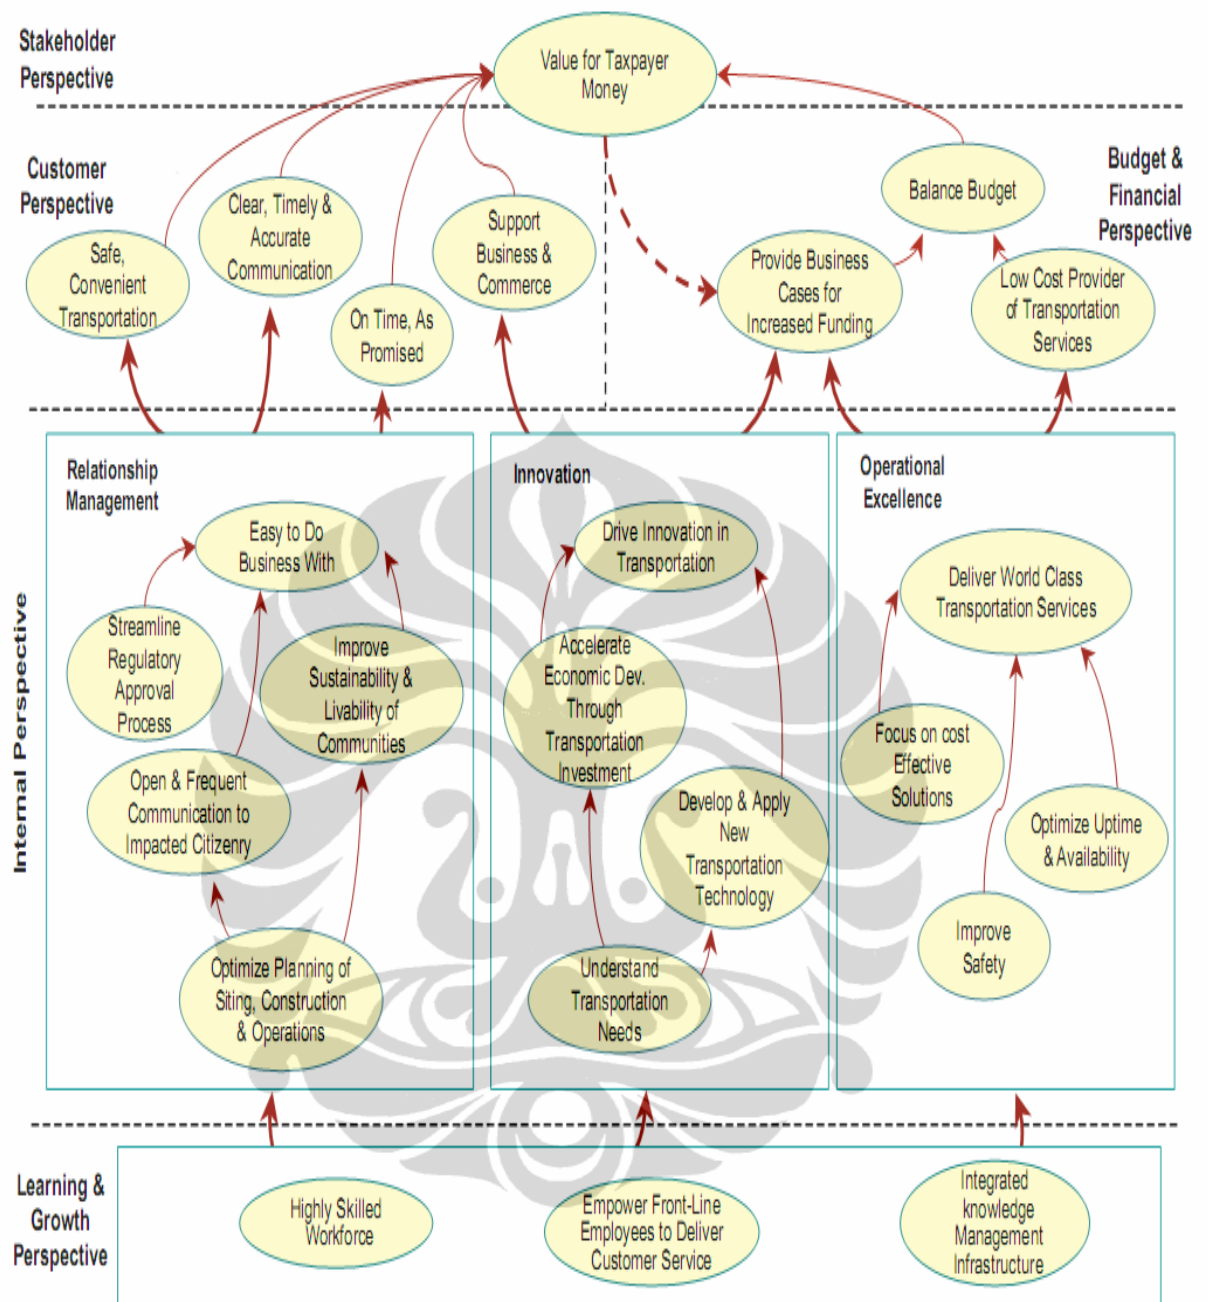 Stakeholder
Perspective
Value for Taxpayer
Money
Customer
Perspective
Budget &
Financial
Perspective
Safe,
Convenient
Transportation
Clear, Timely &
Accurate
Communication
On Time, As
Promised
Support
Business &
Commerce
Provide Business
Cases for
Increased Funding
Balance Budget
Low Cost Provider
of Transportation
Services
Internal Perspective
Relationship
Management
Easy to Do
Business With
Streamline
Regulatory
Approval
Process
Improve
Sustainability &
Livability of
Communities
Open & Frequent
Communication to
Impacted Citizenry
Optimize Planning of
Siting, Construction
& Operations
Innovation
Drive Innovation in
Transportation
Accelerate
Economic Dev.
Through
Transportation
Investment
Develop & Apply
New
Transportation
Technology
Understand
Transportation
Needs
Operational
Excellence
Deliver World Class
Transportation Services
Focus on cost
Effective
Solutions
Optimize Uptime
& Availability
Improve
Safety
Learning &
Growth
Perspective
Highly Skilled
Workforce
Empower Front-Line
Employees to Deliver
Customer Service
Integrated
knowledge
Management
Infrastructure